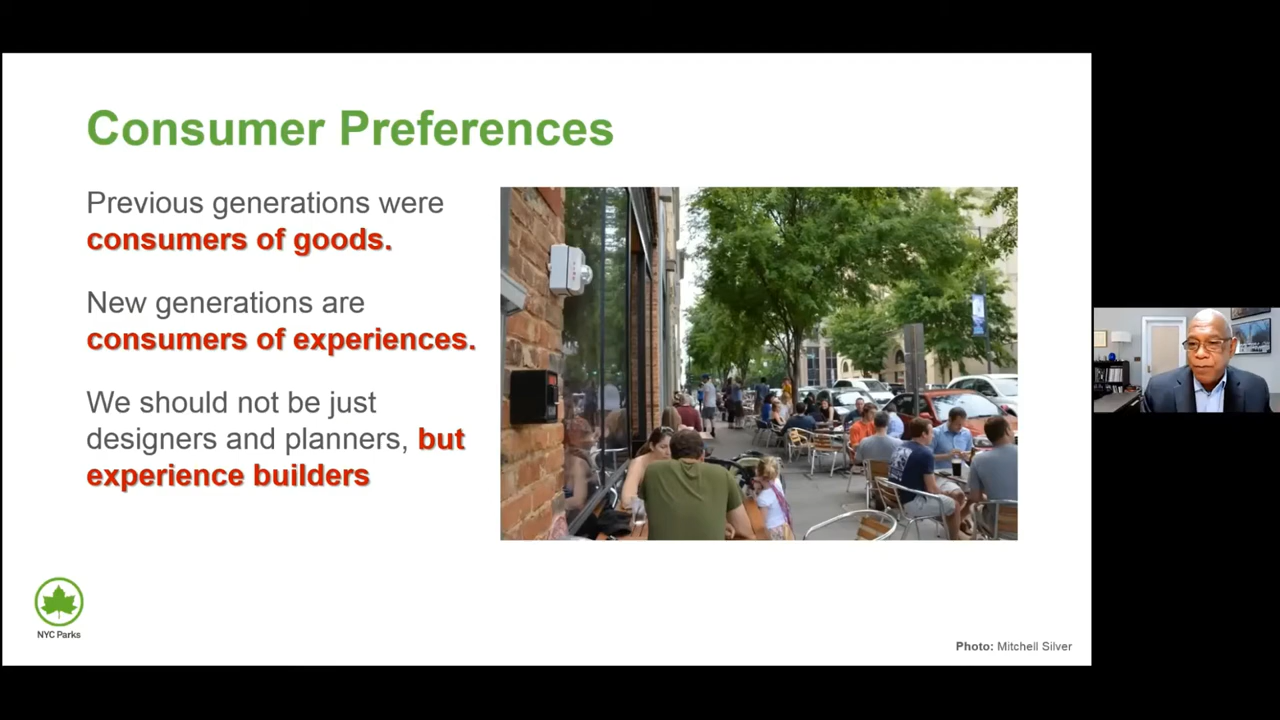 Consumer Preferences
Previous generations were
consumers of goods.
New generations are
consumers of experiences.
We should not be just
designers and planners, but
experience builders
NYC Parks
Photo: Mitchell Silver